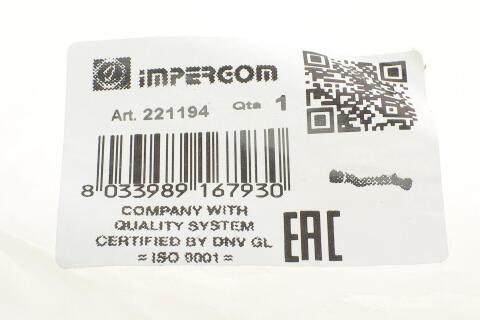 IMPERGOM
Art. 221194 Qta 1
8 033989 167930
COMPANY WITH
QUALITY SYSTEM
CERTIFIED BY DNV GL
= ISO 9001 =
EAC